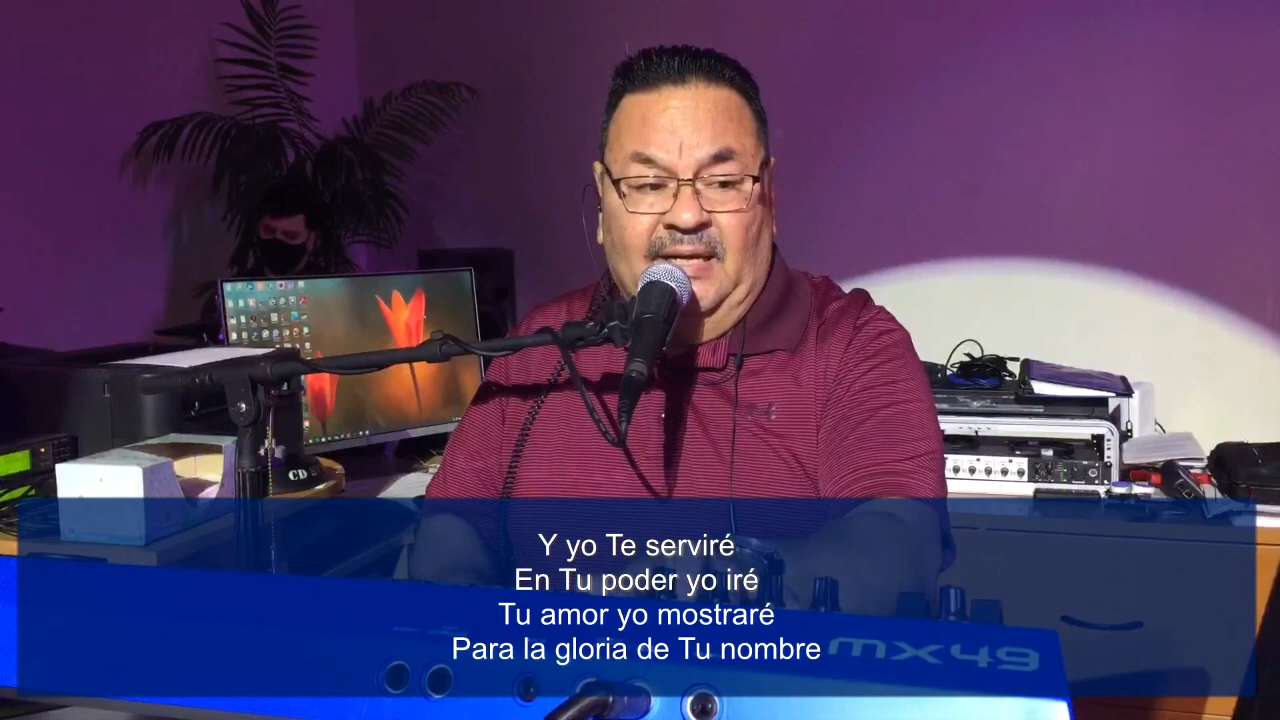 CD
Y yo Te serviré
En Tu poder yo iré
Tu amor yo mostraré
Para la gloria de Tu nombre
MX49